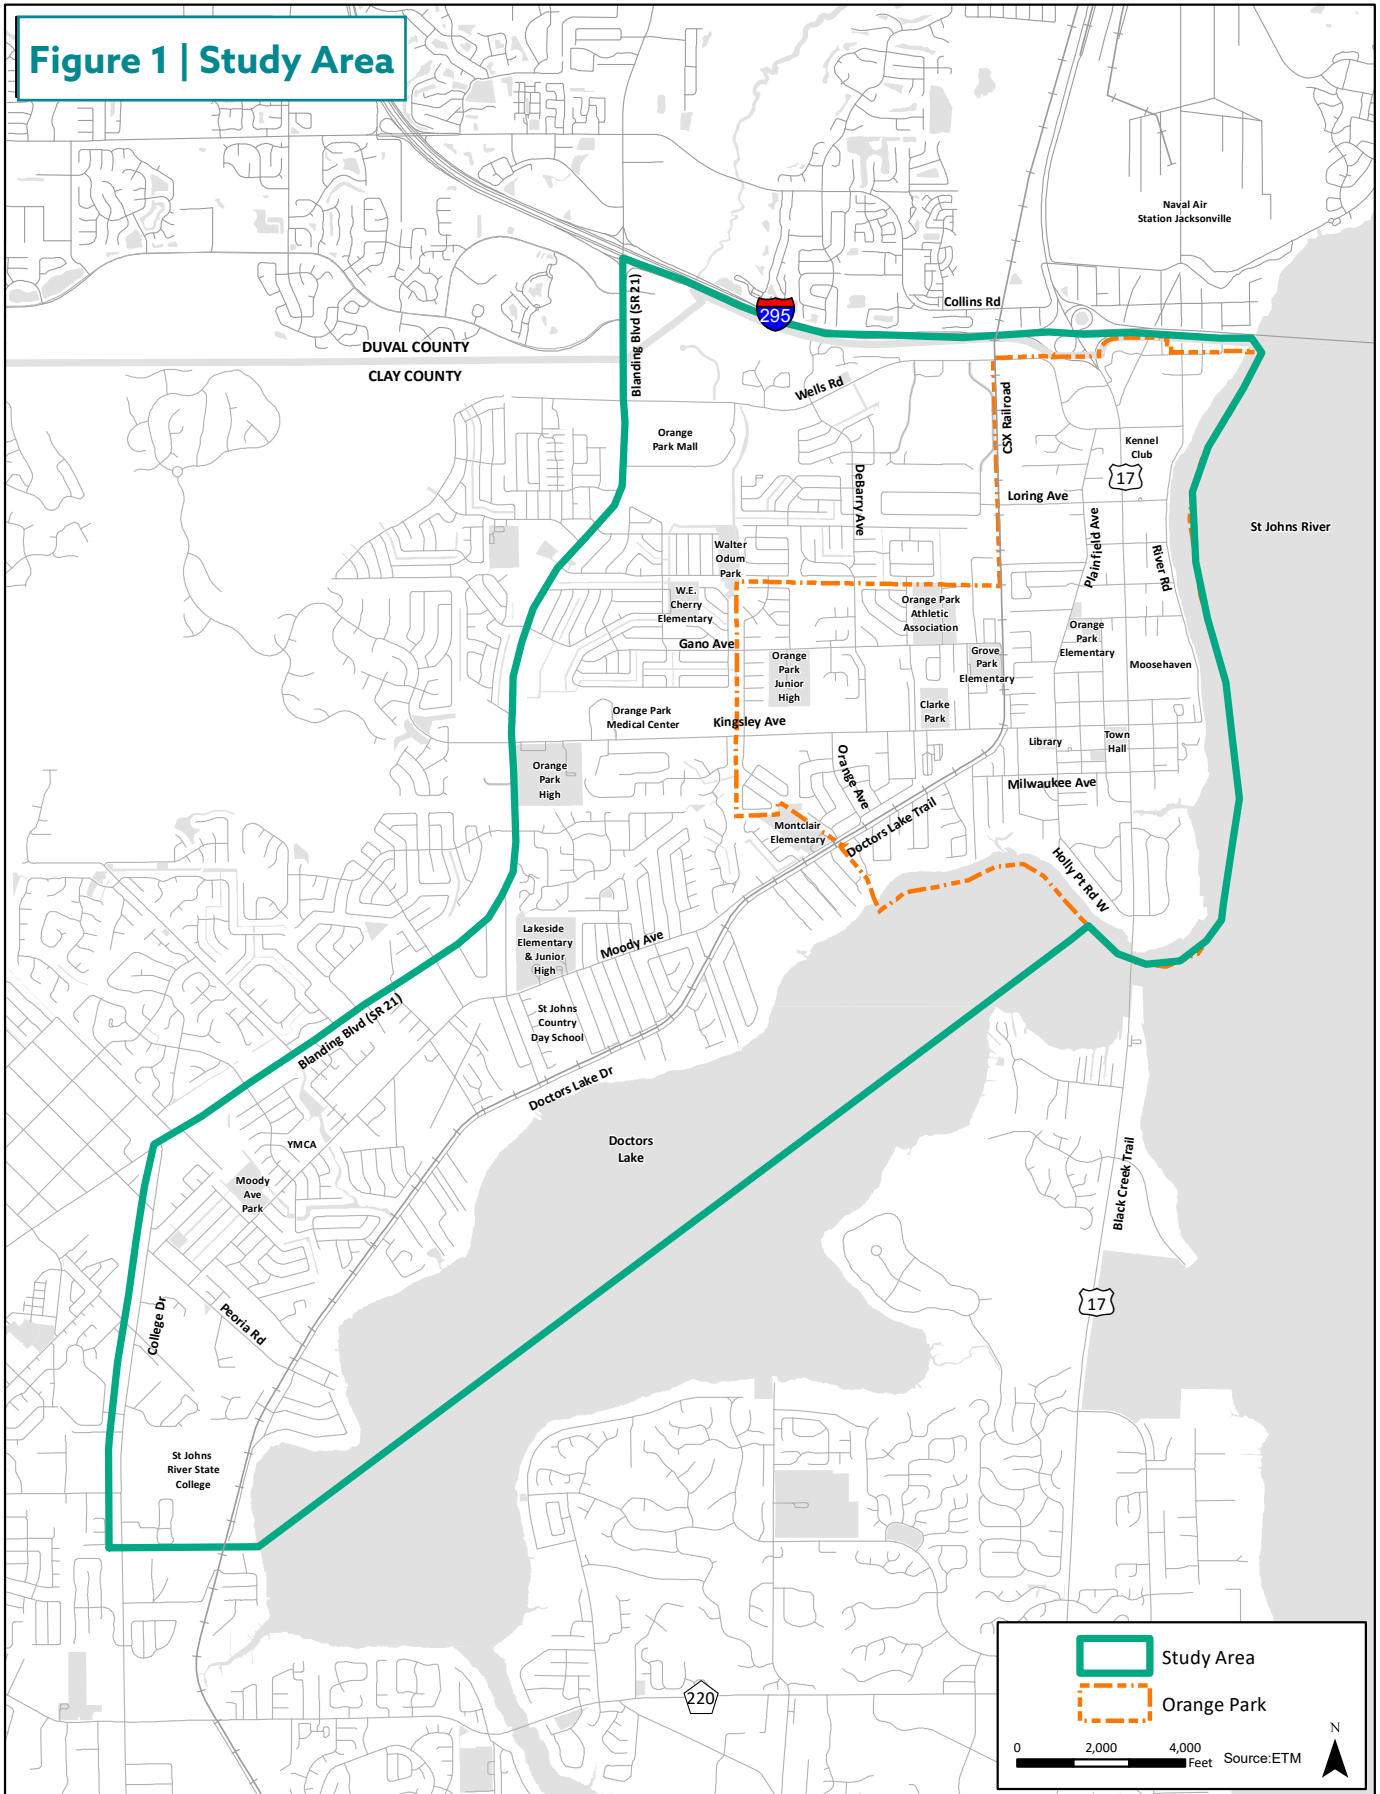 Figure 1 | Study Area
Naval Air
Station Jacksonville
Collins Rd
295
Blanding Blvd (SR 21)
DUVAL COUNTY
CLAY COUNTY
Wells Rd
CSX Railroad
Orange
Park Mall
Kennel
Club
17
DeBarry Ave
Loring Ave
Plainfield Ave
St Johns River
River Rd
Walter
Odum
Park
W.E.
Cherry
Elementary
Orange Park
Athletic
Association
Orange
Park
Elementary
Gano Ave
Orange
Park
Junior
High
Grove
Park
Elementary
Moosehaven
Orange Park
Medical Center
Kingsley Ave
Clarke
Park
Library
Town
Hall
Orange
Park
High
Orange Ave
Milwaukee Ave
Montclair
Elementary
Doctors Lake Trail
Holly Pt Rd W
Lakeside
Elementary
& Junior
High
Moody Ave
St Johns
Country
Day School
Blanding Blvd (SR 21)
Doctors Lake Dr
YMCA
Doctors
Lake
Moody
Ave
Park
Black Creek Trail
17
College Dr
Peoria Rd
St Johns
River State
College
220
Study Area
Orange Park
N
0 2,000 4,000
Feet
Source:ETM